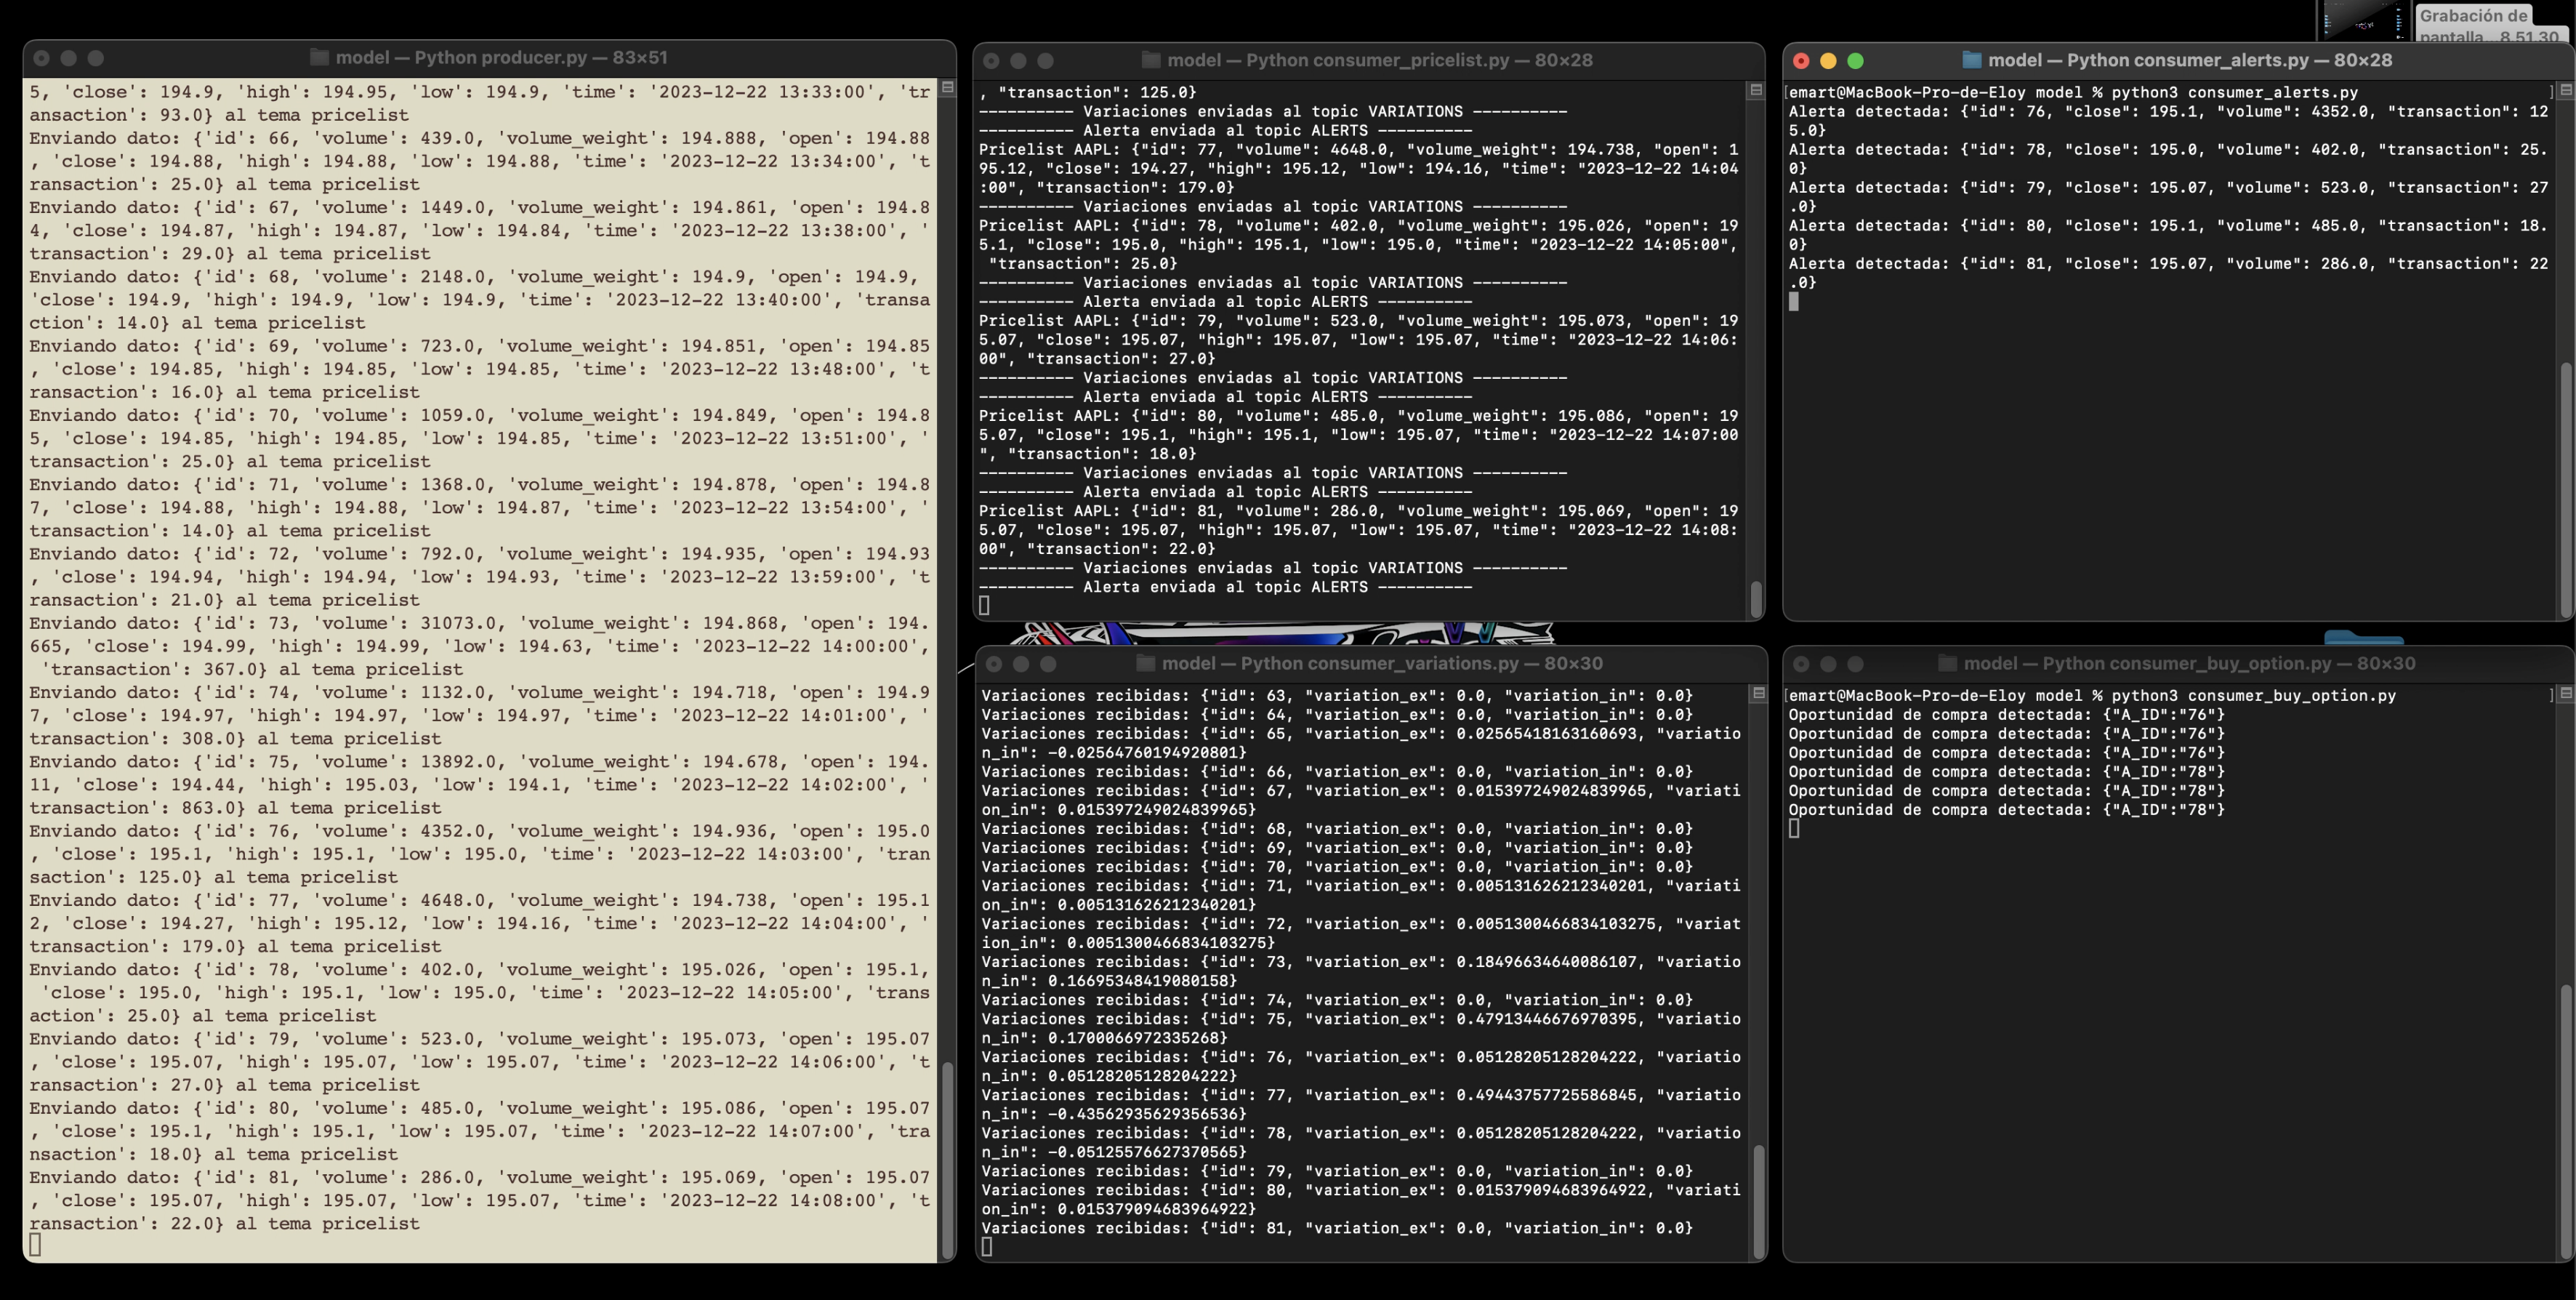 Grabación de
pantalla...8.51.30
model — Python producer.py — 83×51
5, 'close': 194.9, 'high': 194.95, 'low': 194.9, 'time': '2023-12-22 13:33:00', 'tr
ansaction': 93.0} al tema pricelist
Enviando dato: {'id': 66, 'volume': 439.0, 'volume_weight': 194.888, 'open': 194.88
, 'close': 194.88, 'high': 194.88, 'low': 194.88, 'time': '2023-12-22 13:34:00', 't
ransaction': 25.0} al tema pricelist
Enviando dato: {'id': 67, 'volume': 1449.0, 'volume_weight': 194.861, 'open': 194.8
4, 'close': 194.87, 'high': 194.87, 'low': 194.84, 'time': '2023-12-22 13:38:00', '
transaction': 29.0} al tema pricelist
Enviando dato: {'id': 68, 'volume': 2148.0, 'volume_weight': 194.9, 'open': 194.9,
 'close': 194.9, 'high': 194.9, 'low': 194.9, 'time': '2023-12-22 13:40:00', 'transa
ction': 14.0} al tema pricelist
Enviando dato: {'id': 69, 'volume': 723.0, 'volume_weight': 194.851, 'open': 194.85
, 'close': 194.85, 'high': 194.85, 'low': 194.85, 'time': '2023-12-22 13:48:00', 't
ransaction': 16.0} al tema pricelist
Enviando dato: {'id': 70, 'volume': 1059.0, 'volume_weight': 194.849, 'open': 194.8
5, 'close': 194.85, 'high': 194.85, 'low': 194.85, 'time': '2023-12-22 13:51:00', '
transaction': 25.0} al tema pricelist
Enviando dato: {'id': 71, 'volume': 1368.0, 'volume_weight': 194.878, 'open': 194.8
7, 'close': 194.88, 'high': 194.88, 'low': 194.87, 'time': '2023-12-22 13:54:00', '
transaction': 14.0} al tema pricelist
Enviando dato: {'id': 72, 'volume': 792.0, 'volume_weight': 194.935, 'open': 194.93
, 'close': 194.94, 'high': 194.94, 'low': 194.93, 'time': '2023-12-22 13:59:00', 't
ransaction': 21.0} al tema pricelist
Enviando dato: {'id': 73, 'volume': 31073.0, 'volume_weight': 194.868, 'open': 194.
665, 'close': 194.99, 'high': 194.99, 'low': 194.63, 'time': '2023-12-22 14:00:00',
 'transaction': 367.0} al tema pricelist
Enviando dato: {'id': 74, 'volume': 1132.0, 'volume_weight': 194.718, 'open': 194.9
7, 'close': 194.97, 'high': 194.97, 'low': 194.97, 'time': '2023-12-22 14:01:00', '
transaction': 308.0} al tema pricelist
Enviando dato: {'id': 75, 'volume': 13892.0, 'volume_weight': 194.678, 'open': 194.
11, 'close': 194.44, 'high': 195.03, 'low': 194.1, 'time': '2023-12-22 14:02:00', '
transaction': 863.0} al tema pricelist
Enviando dato: {'id': 76, 'volume': 4352.0, 'volume_weight': 194.936, 'open': 195.0
, 'close': 195.1, 'high': 195.1, 'low': 195.0, 'time': '2023-12-22 14:03:00', 'tran
saction': 125.0} al tema pricelist
Enviando dato: {'id': 77, 'volume': 4648.0, 'volume_weight': 194.738, 'open': 195.1
2, 'close': 194.27, 'high': 195.12, 'low': 194.16, 'time': '2023-12-22 14:04:00', '
transaction': 179.0} al tema pricelist
Enviando dato: {'id': 78, 'volume': 402.0, 'volume_weight': 195.026, 'open': 195.1,
 'close': 195.0, 'high': 195.1, 'low': 195.0, 'time': '2023-12-22 14:05:00', 'trans
action': 25.0} al tema pricelist
Enviando dato: {'id': 79, 'volume': 523.0, 'volume_weight': 195.073, 'open': 195.07
, 'close': 195.07, 'high': 195.07, 'low': 195.07, 'time': '2023-12-22 14:06:00', 't
ransaction': 27.0} al tema pricelist
Enviando dato: {'id': 80, 'volume': 485.0, 'volume_weight': 195.086, 'open': 195.07
, 'close': 195.1, 'high': 195.1, 'low': 195.07, 'time': '2023-12-22 14:07:00', 'tra
nsaction': 18.0} al tema pricelist
Enviando dato: {'id': 81, 'volume': 286.0, 'volume_weight': 195.069, 'open': 195.07
, 'close': 195.07, 'high': 195.07, 'low': 195.07, 'time': '2023-12-22 14:08:00', 't
ransaction': 22.0} al tema pricelist
model — Python consumer_pricelist.py — 80×28
, "transaction": 125.0}
---------- Variaciones enviadas al topic VARIATIONS ----------
---------- Alerta enviada al topic ALERTS ----------
Pricelist AAPL: {"id": 77, "volume": 4648.0, "volume_weight": 194.738, "open": 1
95.12, "close": 194.27, "high": 195.12, "low": 194.16, "time": "2023-12-22 14:04
:00", "transaction": 179.0}
---------- Variaciones enviadas al topic VARIATIONS ----------
Pricelist AAPL: {"id": 78, "volume": 402.0, "volume_weight": 195.026, "open": 19
5.1, "close": 195.0, "high": 195.1, "low": 195.0, "time": "2023-12-22 14:05:00",
 "transaction": 25.0}
---------- Variaciones enviadas al topic VARIATIONS ----------
---------- Alerta enviada al topic ALERTS ----------
Pricelist AAPL: {"id": 79, "volume": 523.0, "volume_weight": 195.073, "open": 19
5.07, "close": 195.07, "high": 195.07, "low": 195.07, "time": "2023-12-22 14:06:
00", "transaction": 27.0}
---------- Variaciones enviadas al topic VARIATIONS ----------
---------- Alerta enviada al topic ALERTS ----------
Pricelist AAPL: {"id": 80, "volume": 485.0, "volume_weight": 195.086, "open": 19
5.07, "close": 195.1, "high": 195.1, "low": 195.07, "time": "2023-12-22 14:07:00
", "transaction": 18.0}
---------- Variaciones enviadas al topic VARIATIONS ----------
---------- Alerta enviada al topic ALERTS ----------
Pricelist AAPL: {"id": 81, "volume": 286.0, "volume_weight": 195.069, "open": 19
5.07, "close": 195.07, "high": 195.07, "low": 195.07, "time": "2023-12-22 14:08:
00", "transaction": 22.0}
---------- Variaciones enviadas al topic VARIATIONS ----------
---------- Alerta enviada al topic ALERTS ----------
model — Python consumer_alerts.py — 80×28
[emart@MacBook-Pro-de-Eloy model % python3 consumer_alerts.py ]
Alerta detectada: {"id": 76, "close": 195.1, "volume": 4352.0, "transaction": 12
5.0}
Alerta detectada: {"id": 78, "close": 195.0, "volume": 402.0, "transaction": 25.
0}
Alerta detectada: {"id": 79, "close": 195.07, "volume": 523.0, "transaction": 27
.0}
Alerta detectada: {"id": 80, "close": 195.1, "volume": 485.0, "transaction": 18.
0}
Alerta detectada: {"id": 81, "close": 195.07, "volume": 286.0, "transaction": 22
.0}
model — Python consumer_variations.py — 80×30
Variaciones recibidas: {"id": 63, "variation_ex": 0.0, "variation_in": 0.0}
Variaciones recibidas: {"id": 64, "variation_ex": 0.0, "variation_in": 0.0}
Variaciones recibidas: {"id": 65, "variation_ex": 0.02565418163160693, "variatio
n_in": -0.02564760194920801}
Variaciones recibidas: {"id": 66, "variation_ex": 0.0, "variation_in": 0.0}
Variaciones recibidas: {"id": 67, "variation_ex": 0.015397249024839965, "variati
on_in": 0.015397249024839965}
Variaciones recibidas: {"id": 68, "variation_ex": 0.0, "variation_in": 0.0}
Variaciones recibidas: {"id": 69, "variation_ex": 0.0, "variation_in": 0.0}
Variaciones recibidas: {"id": 70, "variation_ex": 0.0, "variation_in": 0.0}
Variaciones recibidas: {"id": 71, "variation_ex": 0.005131626212340201, "variati
on_in": 0.005131626212340201}
Variaciones recibidas: {"id": 72, "variation_ex": 0.0051300466834103275, "variat
ion_in": 0.0051300466834103275}
Variaciones recibidas: {"id": 73, "variation_ex": 0.18496634640086107, "variatio
n_in": 0.16695348419080158}
Variaciones recibidas: {"id": 74, "variation_ex": 0.0, "variation_in": 0.0}
Variaciones recibidas: {"id": 75, "variation_ex": 0.47913446676970395, "variatio
n_in": 0.1700066972335268}
Variaciones recibidas: {"id": 76, "variation_ex": 0.05128205128204222, "variatio
n_in": 0.05128205128204222}
Variaciones recibidas: {"id": 77, "variation_ex": 0.49443757725586845, "variatio
n_in": -0.43562935629356536}
Variaciones recibidas: {"id": 78, "variation_ex": 0.05128205128204222, "variatio
n_in": -0.05125576627370565}
Variaciones recibidas: {"id": 79, "variation_ex": 0.0, "variation_in": 0.0}
Variaciones recibidas: {"id": 80, "variation_ex": 0.015379094683964922, "variati
on_in": 0.015379094683964922}
Variaciones recibidas: {"id": 81, "variation_ex": 0.0, "variation_in": 0.0}
model — Python consumer_buy_option.py — 80×30
[emart@MacBook-Pro-de-Eloy model % python3 consumer_buy_option.py ]
Oportunidad de compra detectada: {"A_ID":"76"}
Oportunidad de compra detectada: {"A_ID":"76"}
Oportunidad de compra detectada: {"A_ID":"76"}
Oportunidad de compra detectada: {"A_ID":"78"}
Oportunidad de compra detectada: {"A_ID":"78"}
Oportunidad de compra detectada: {"A_ID":"78"}